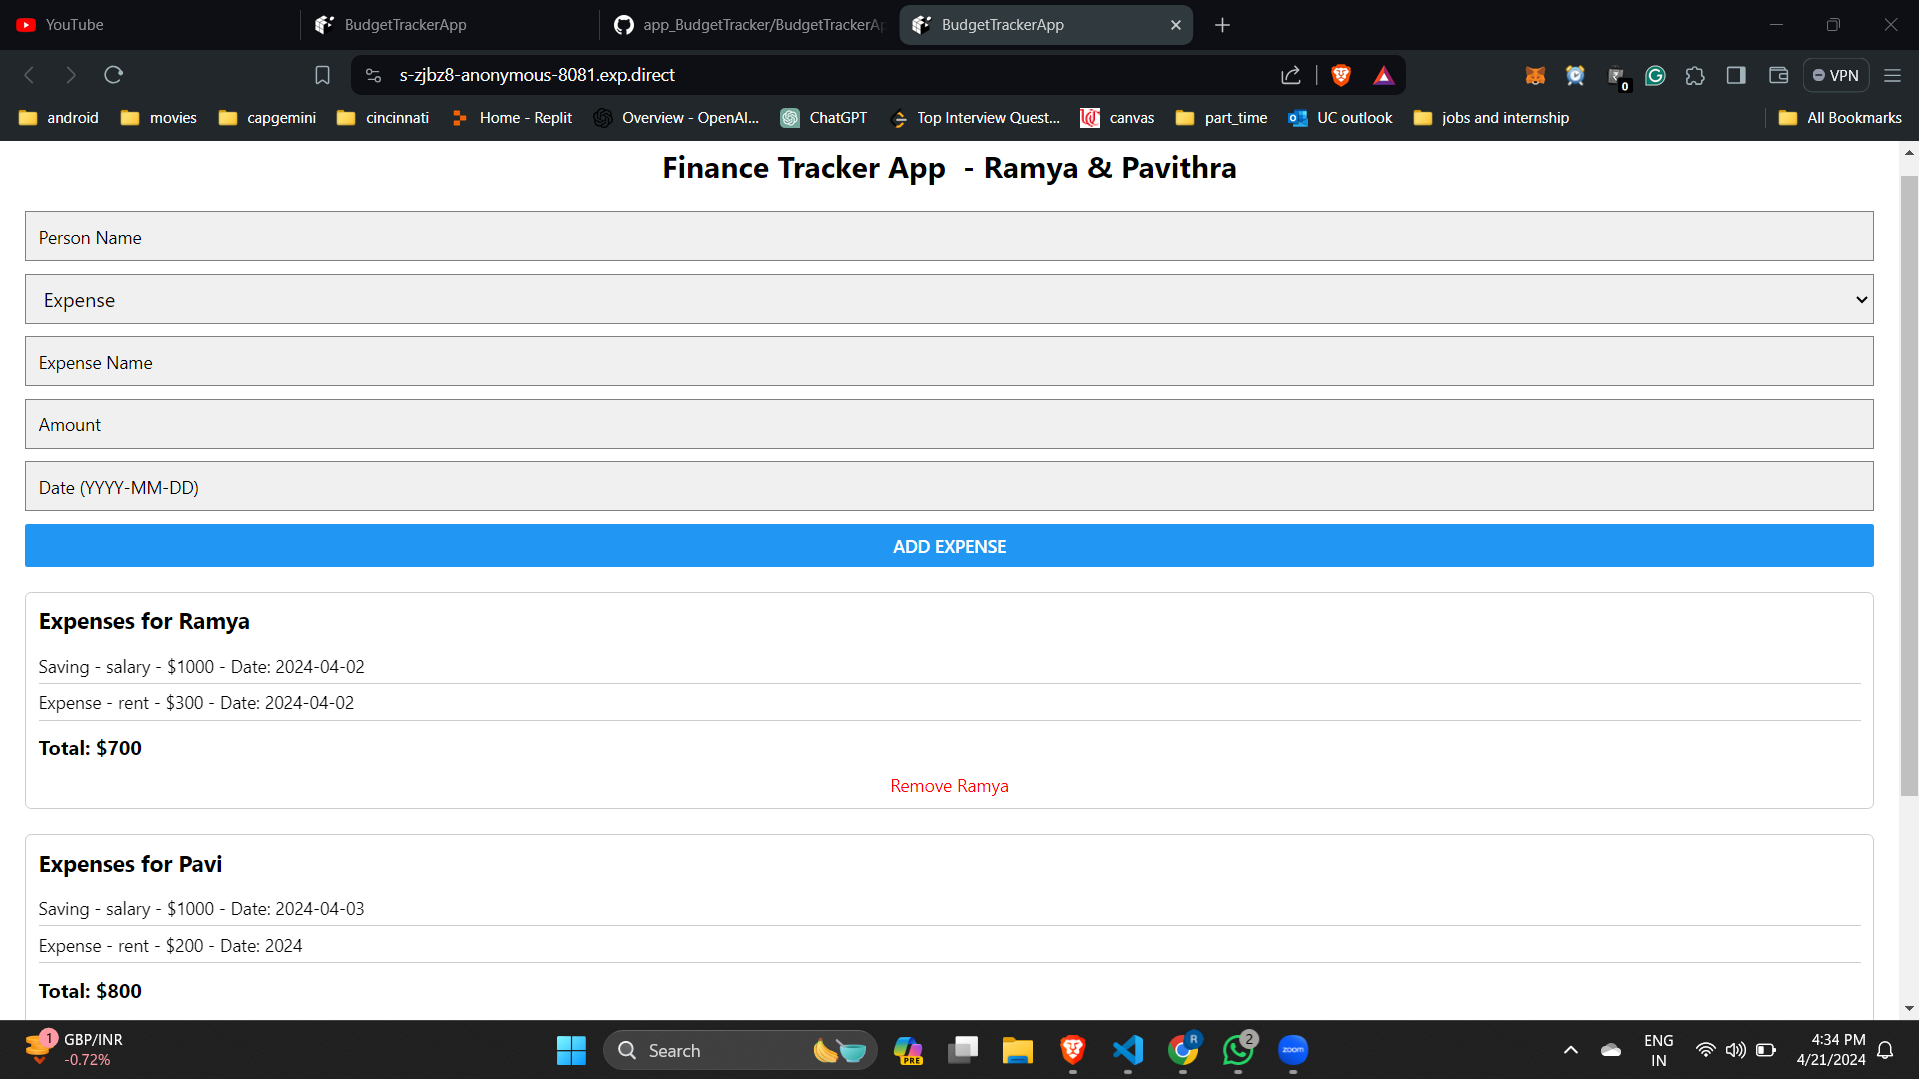 YouTube
BudgetTrackerApp
app_BudgetTracker/BudgetTrackerAp
BudgetTrackerApp
s-zjbz8-anonymous-8081.exp.direct
0
VPN
android
movies
capgemini
cincinnati
Home - Replit
Overview - OpenAI...
ChatGPT
Top Interview Quest...
canvas
part_time
UC outlook
jobs and internship
All Bookmarks
Finance Tracker App - Ramya & Pavithra
Person Name
Expense
Expense Name
Amount
Date (YYYY-MM-DD)
ADD EXPENSE
Expenses for Ramya
Saving - salary - $1000 - Date: 2024-04-02
Expense - rent - $300 - Date: 2024-04-02
Total: $700
Remove Ramya
Expenses for Pavi
Saving - salary - $1000 - Date: 2024-04-03
Expense - rent - $200 - Date: 2024
Total: $800
1
GBP/INR
-0.72%
Search
PRE
R
2
zoom
ENG
IN
4:34 PM
4/21/2024